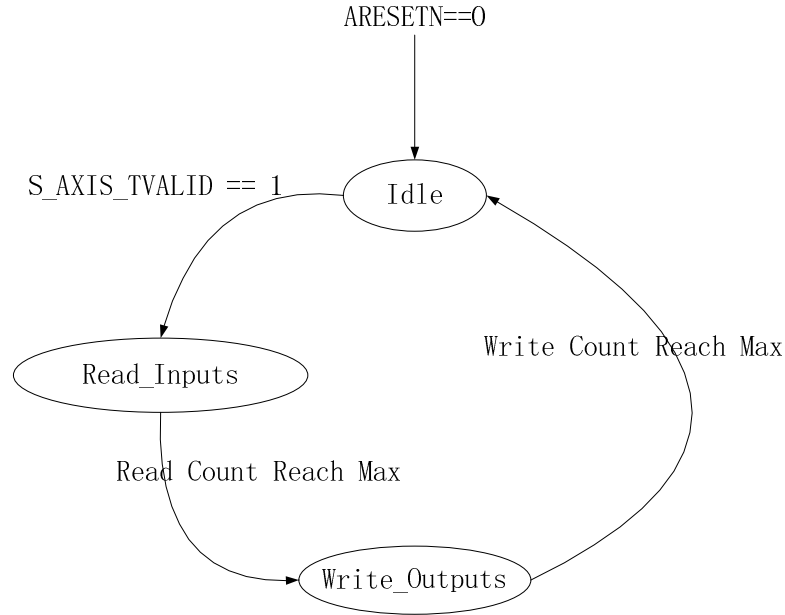 ARESETN==0
S_AXIS_TVALID == 1
Idle
Write Count Reach Max
Read_Inputs
Read Count Reach Max
Write_Outputs